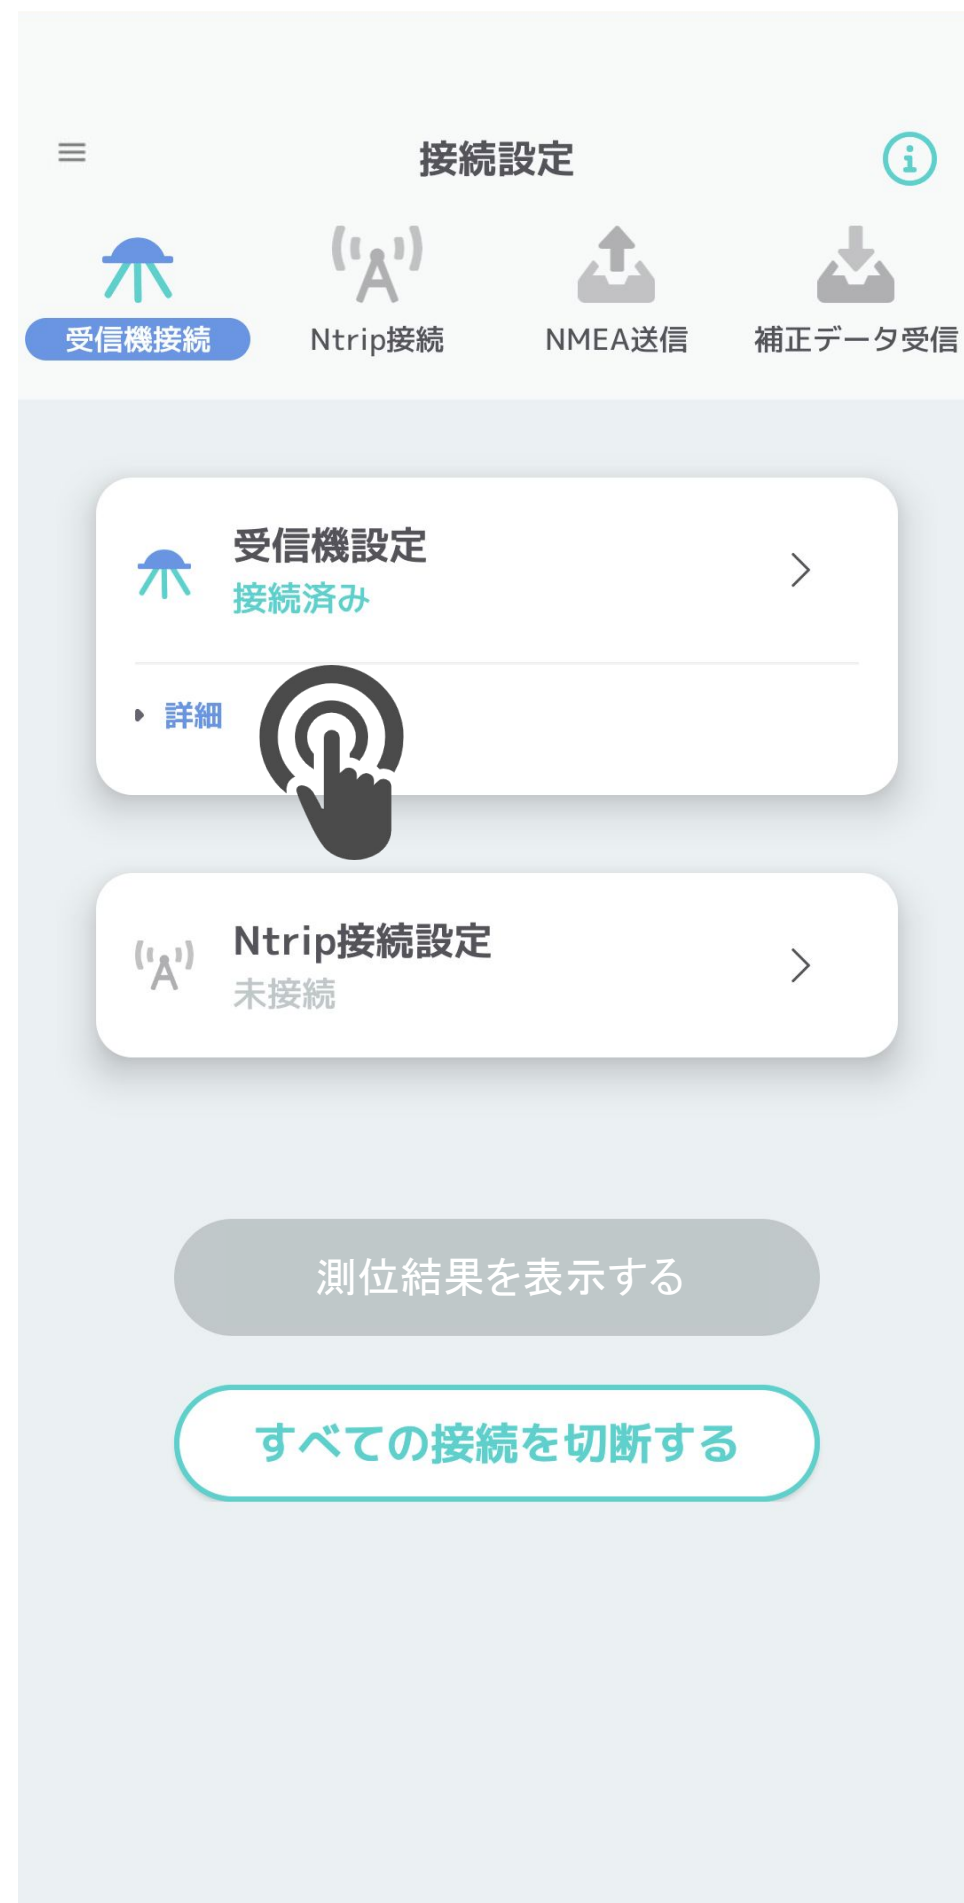 接続設定
受信機接続
Ntrip接続
NMEA送信
補正データ受信
受信機設定
接続済み
詳細
Ntrip接続設定
未接続
測位結果を表示する
すべての接続を切断する